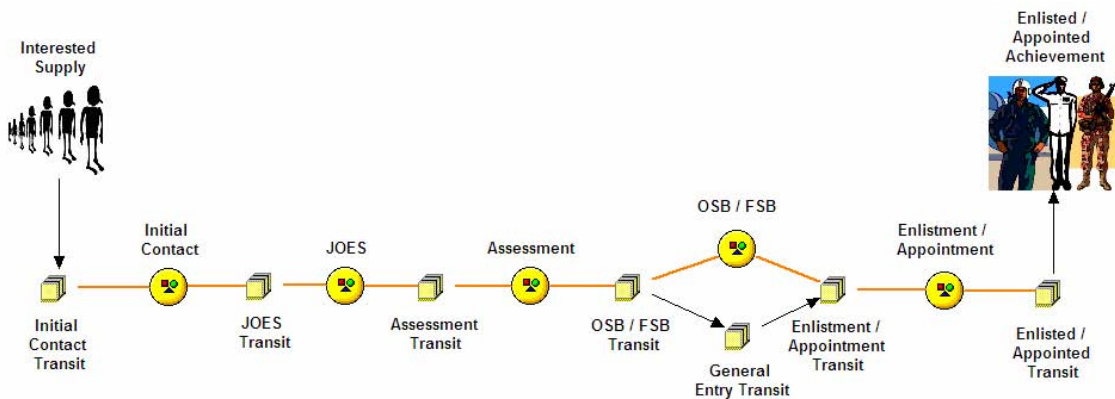 Interested
Supply
Enlisted /
Appointed
Achievement
Initial
Contact
JOES
Assessment
OSB / FSB
Enlistment
/ Appointment
Initial
Contact
Transit
JOES
Transit
Assessment
Transit
OSB / FSB
Transit
General
Entry Transit
Enlistment /
Appointment
Transit
Enlisted /
Appointed
Transit